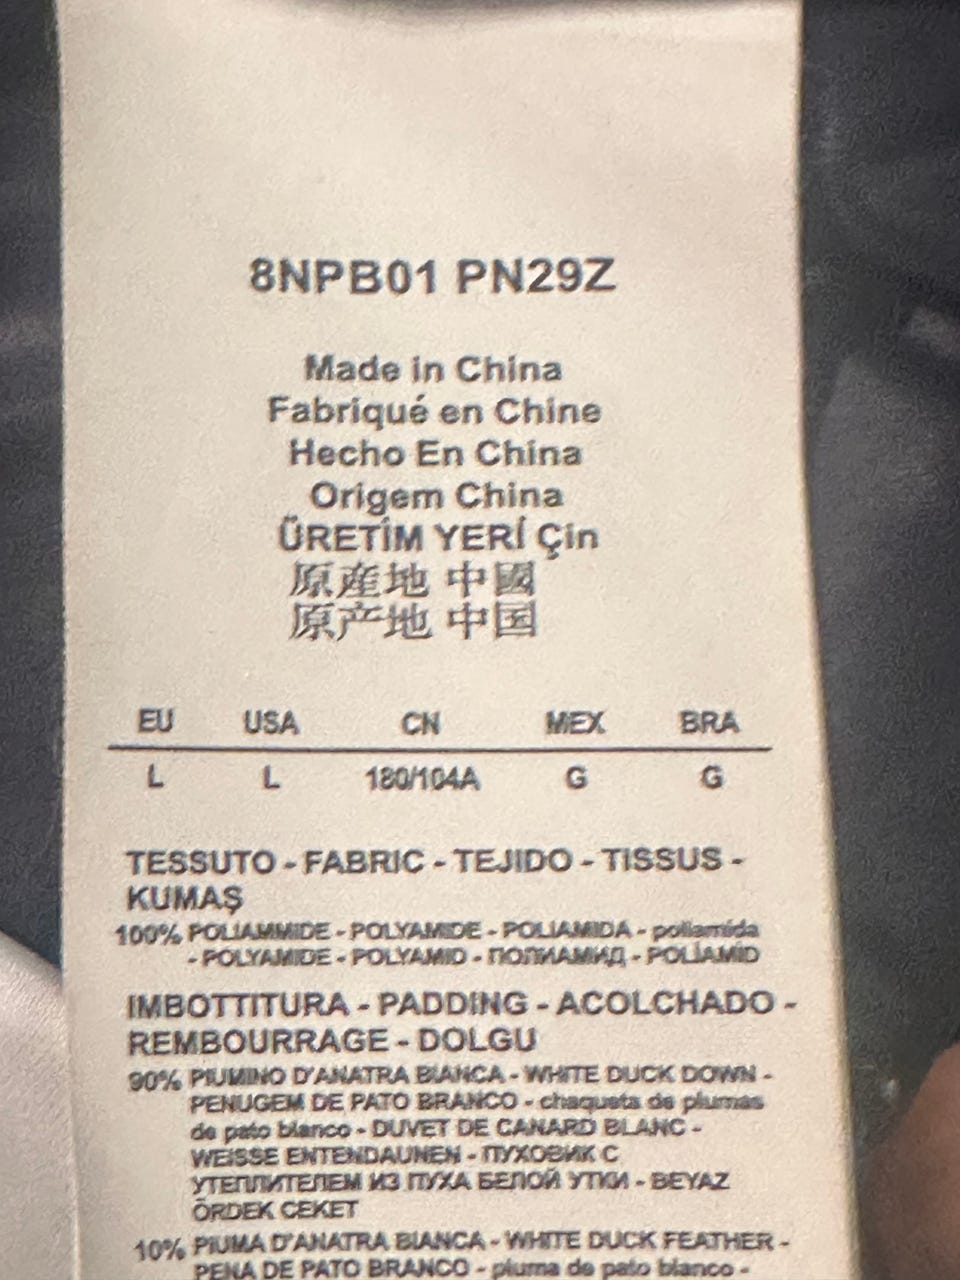 8NPB01 PN29Z
Made in China
Fabriqué en Chine
Hecho En China
Origem China
ÜRETİM YERİ Çin
原産地 中國
原产地 中国
EU USA CN MEX BRA
L L 180/104A G G
TESSUTO - FABRIC - TEJIDO - TISSUS -
KUMAŞ
100% POLIAMMIDE - POLYAMIDE - POLIAMIDA - poliamida
- POLYAMIDE - POLYAMID - ПОЛИАМИД - POLİAMİD
IMBOTTITURA - PADDING - ACOLCHADO -
REMBOURRAGE - DOLGU
90% PIUMINO D'ANATRA BIANCA - WHITE DUCK DOWN -
PENUGEM DE PATO BRANCO - chaqueta de plumas
de pato blanco - DUVET DE CANARD BLANC -
WEISSE ENTENDAUNEN - ПУХОВИК С
УТЕПЛИТЕЛЕМ ИЗ ПУХА БЕЛОЙ УТКИ - BEYAZ
ÖRDEK CEKET
10% PIUMA D'ANATRA BIANCA - WHITE DUCK FEATHER -
PENA DE PATO BRANCO - pluma de pato blanco -